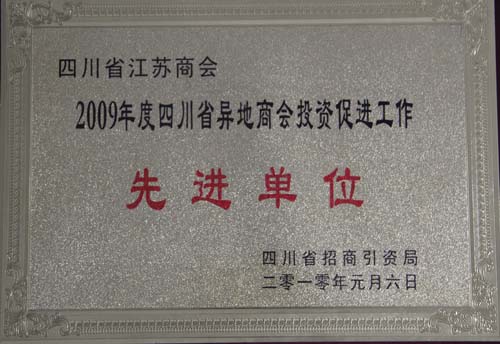 四川省江苏商会
2009年度四川省异地商会投资促进工作
先进单位
四川省招商引资局
二零一零年元月六日